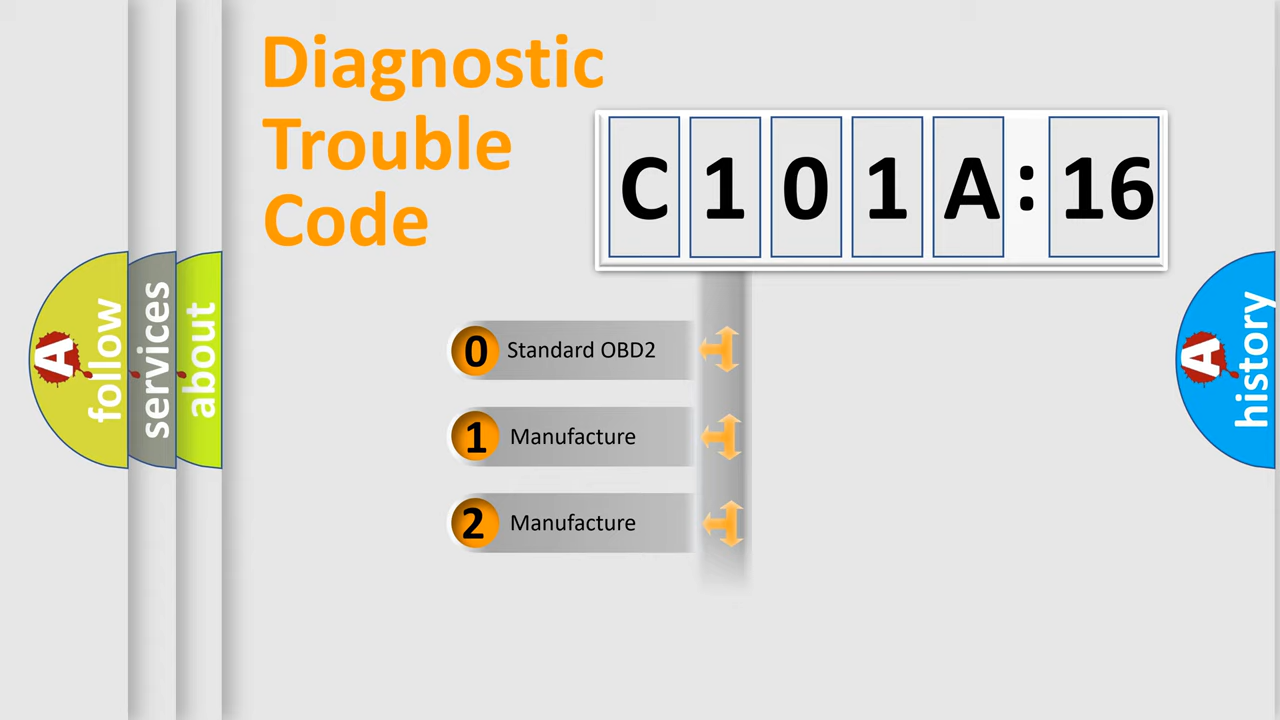 Diagnostic
Trouble
Code
C 1 0 1 A : 16
0 Standard OBD2
1 Manufacture
2 Manufacture
A follow
services
about
A history